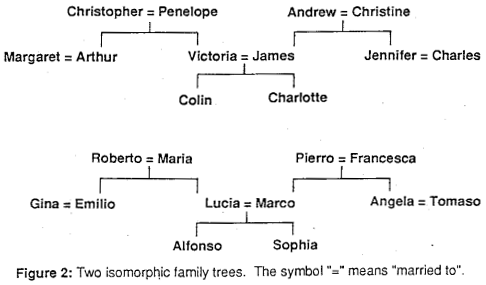 Christopher = Penelope Andrew = Christine
Margaret = Arthur Victoria = James Jennifer = Charles
Colin Charlotte
Roberto = Maria Pierro = Francesca
Gina = Emilio Lucia = Marco Angela = Tomaso
Alfonso Sophia
Figure 2: Two isomorphic family trees. The symbol "=" means "married to".